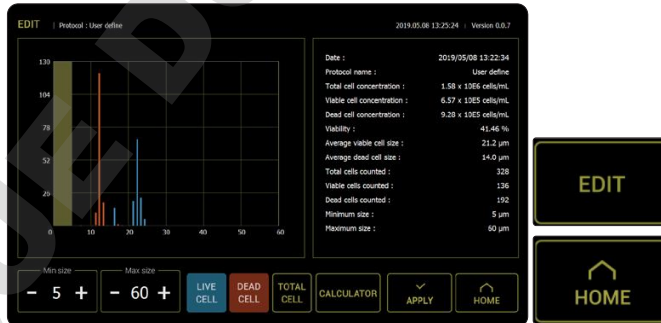 EDIT | Protocol : User define 2019.05.08 13:25:24 | Version 0.0.7
130
104
78
52
26
0 10 20 30 40 50 60
Date : 2019/05/08 13:22:34
Protocol name : User define
Total cell concertration : 1.58 x 10E6 cells/mL
Viable cell concertration : 6.57 x 10E5 cells/mL
Dead cell concertration : 9.28 x 10E5 cells/mL
Viability : 41.46 %
Average viable cell size : 21.2 μm
Average dead cell size : 14.0 μm
Total cells counted : 328
Viable cells counted : 136
Dead cells counted : 192
Minimum size : 5 μm
Maximum size : 60 μm
Min size Max size
- 5 + - 60 +
LIVE CELL
DEAD CELL
TOTAL CELL
CALCULATOR
APPLY
HOME
EDIT
HOME